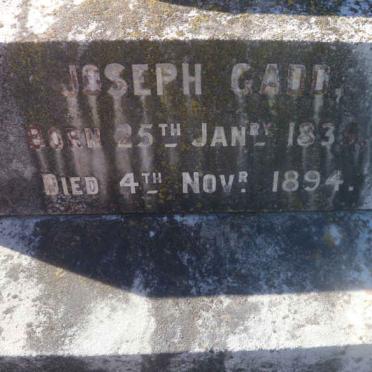 JOSEPH GADD,
BORN 25TH JANRY
DIED 4TH NOVR. 1894.